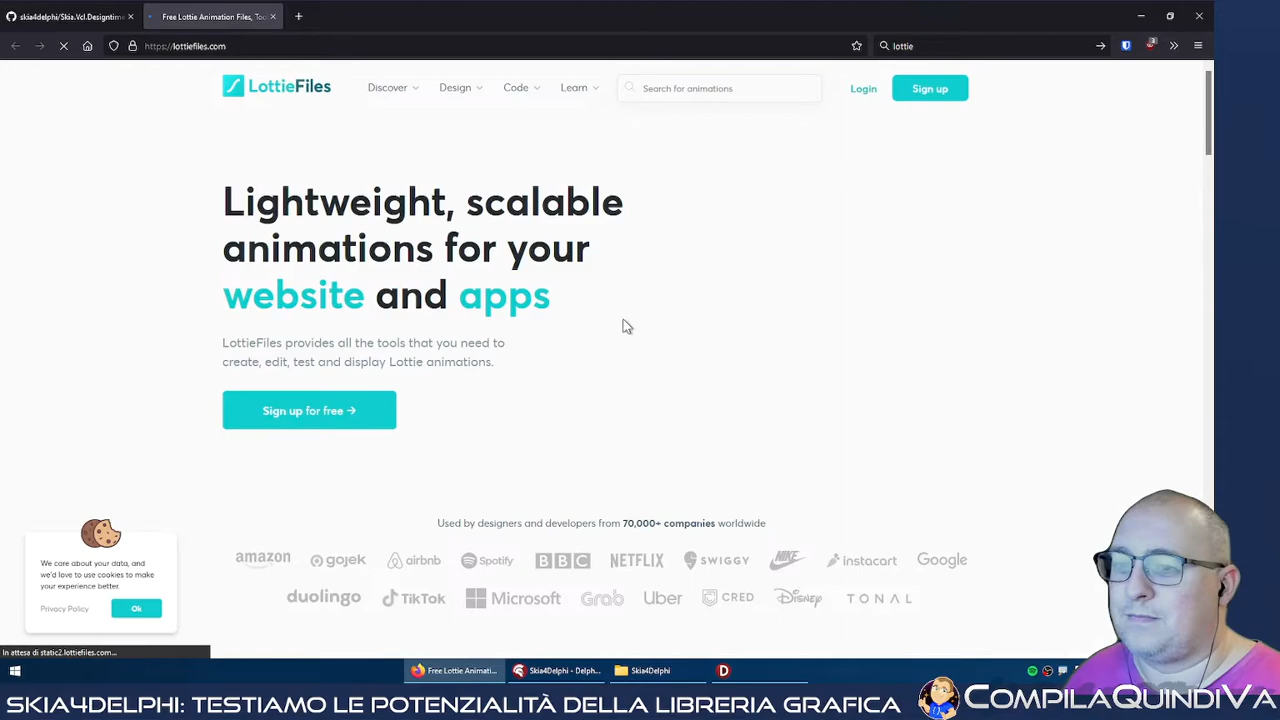 skia4delphi/Skia.Vcl.Designtime
Free Lottie Animation Files, Too
https://lottiefiles.com
lottie
3
LottieFiles
Discover
Design
Code
Learn
Search for animations
Login
Sign up
Lightweight, scalable
animations for your
website and apps
LottieFiles provides all the tools that you need to
create, edit, test and display Lottie animations.
Sign up for free →
Used by designers and developers from 70,000+ companies worldwide
amazon gojek airbnb Spotify BBC NETFLIX SWIGGY NIKE instacart Google
duolingo TikTok Microsoft Grab Uber CRED Disney TONAL
We care about your data, and
we'd love to use cookies to make
your experience better.
Privacy Policy
Ok
In attesa di static2.lottiefiles.com...
Free Lottie Animati...
Skia4Delphi - Delph...
Skia4Delphi
D
SKIA4DELPHI: TESTIAMO LE POTENZIALITÀ DELLA LIBRERIA GRAFICA
COMPILAQUINDIVA